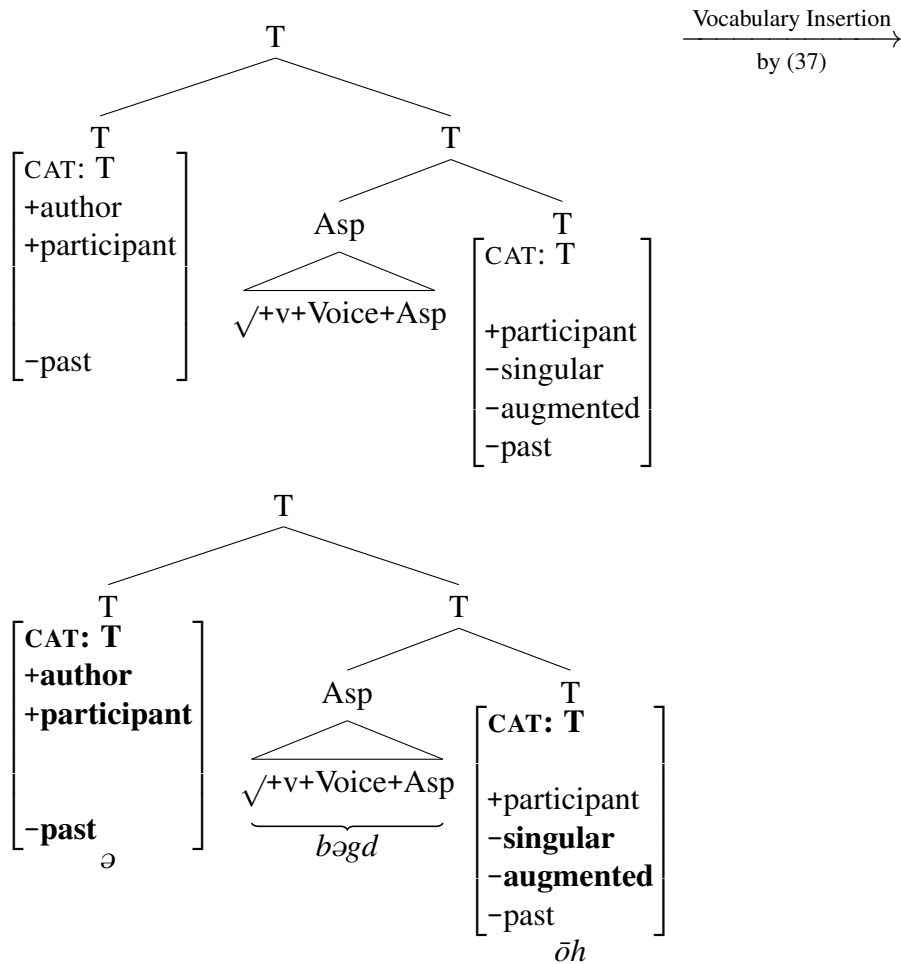 T
Vocabulary Insertion
by (37)
T
T
CAT: T
+author
+participant
−past
Asp
T
√+v+Voice+Asp
CAT: T
+participant
−singular
−augmented
−past
T
T
T
CAT: T
+author
+participant
−past
ə
Asp
T
√+v+Voice+Asp
bəgd
CAT: T
+participant
−singular
−augmented
−past
ōh